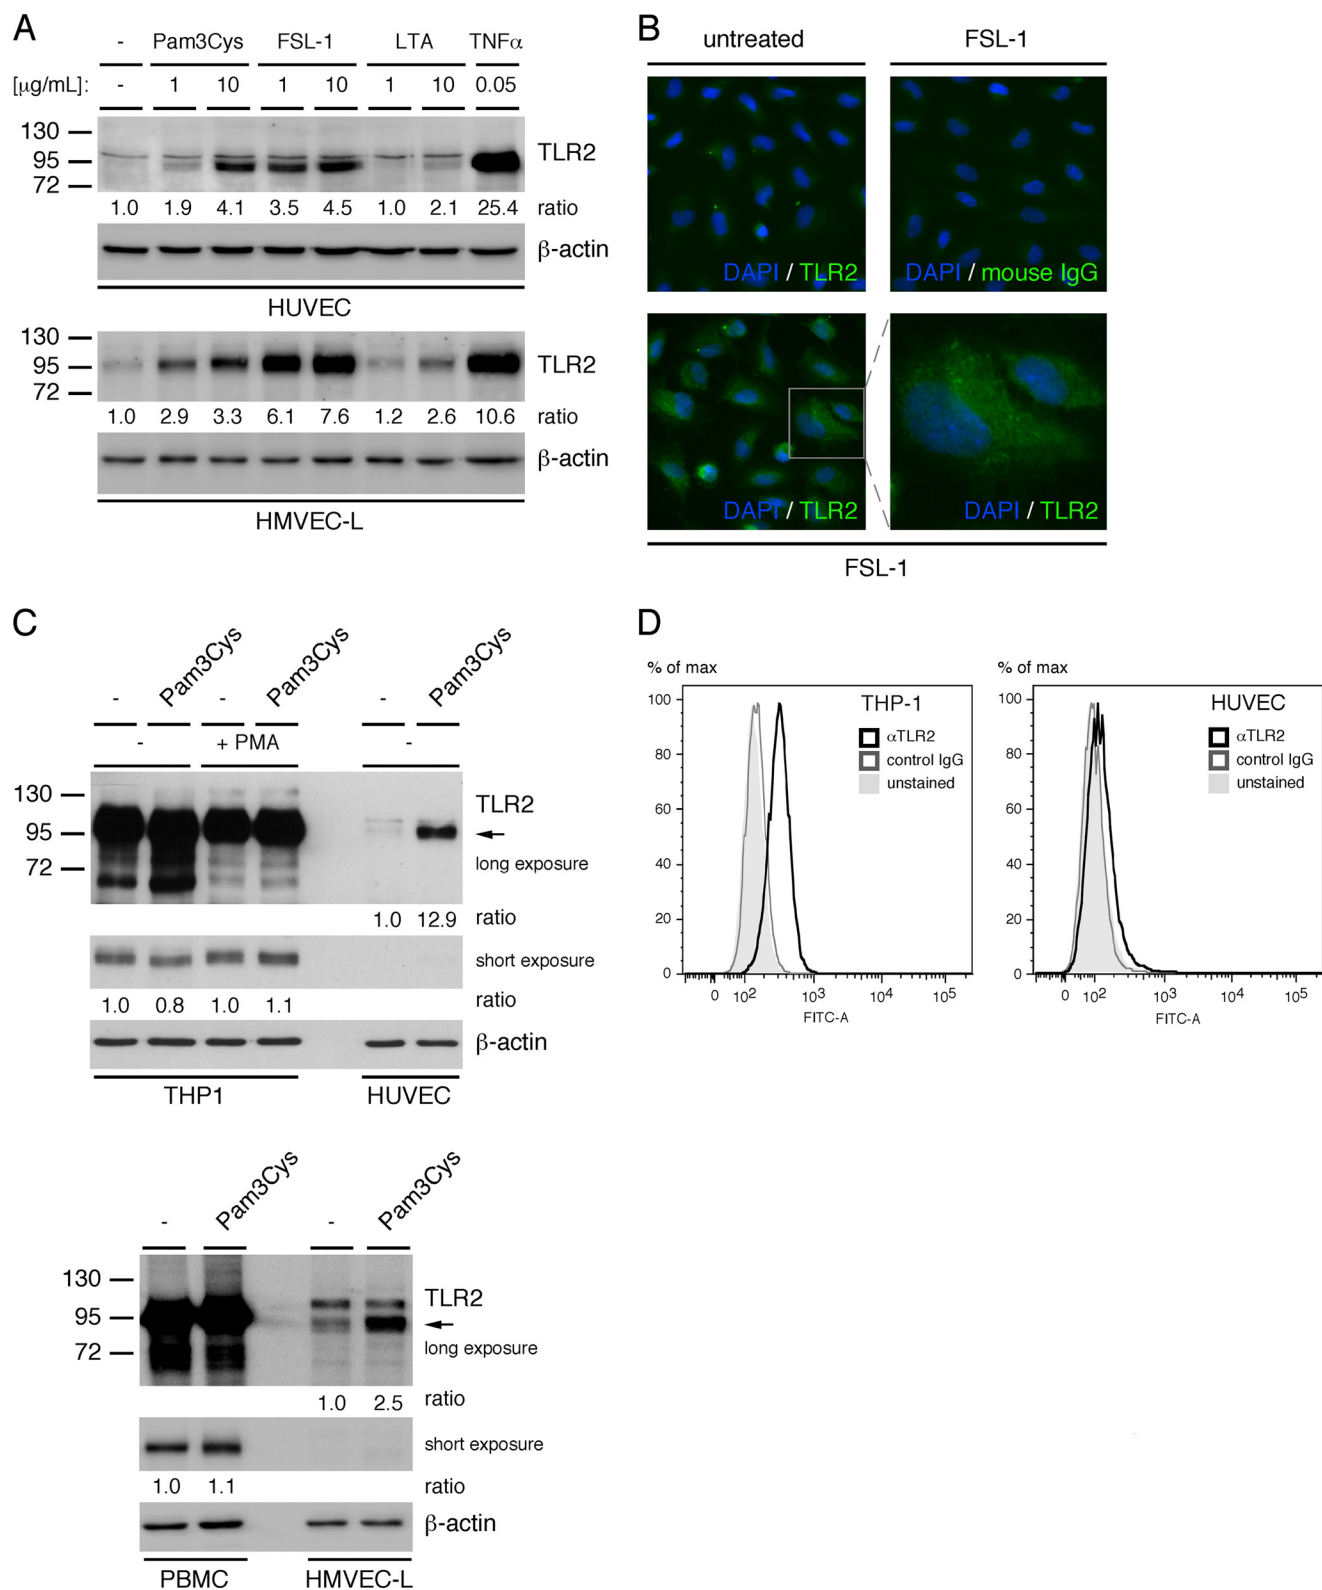 A
- Pam3Cys FSL-1 LTA TNFα
[μg/mL]: - 1 10 1 10 1 10 0.05
130
95
72
TLR2
1.0 1.9 4.1 3.5 4.5 1.0 2.1 25.4 ratio
β-actin
HUVEC
130
95
72
TLR2
1.0 2.9 3.3 6.1 7.6 1.2 2.6 10.6 ratio
β-actin
HMVEC-L
B
untreated FSL-1
DAPI / TLR2
DAPI / mouse IgG
DAPI / TLR2
DAPI / TLR2
FSL-1
C
- Pam3Cys - Pam3Cys - Pam3Cys
- + PMA -
130
95
72
TLR2
long exposure
1.0 12.9 ratio
short exposure
1.0 0.8 1.0 1.1 ratio
β-actin
THP1 HUVEC
- Pam3Cys - Pam3Cys
130
95
72
TLR2
long exposure
1.0 2.5 ratio
short exposure
1.0 1.1 ratio
β-actin
PBMC HMVEC-L
D
% of max
100
80
60
40
20
0
THP-1
αTLR2
control IgG
unstained
0 10² 10³ 10⁴ 10⁵
FITC-A
% of max
100
80
60
40
20
0
HUVEC
αTLR2
control IgG
unstained
0 10² 10³ 10⁴ 10⁵
FITC-A